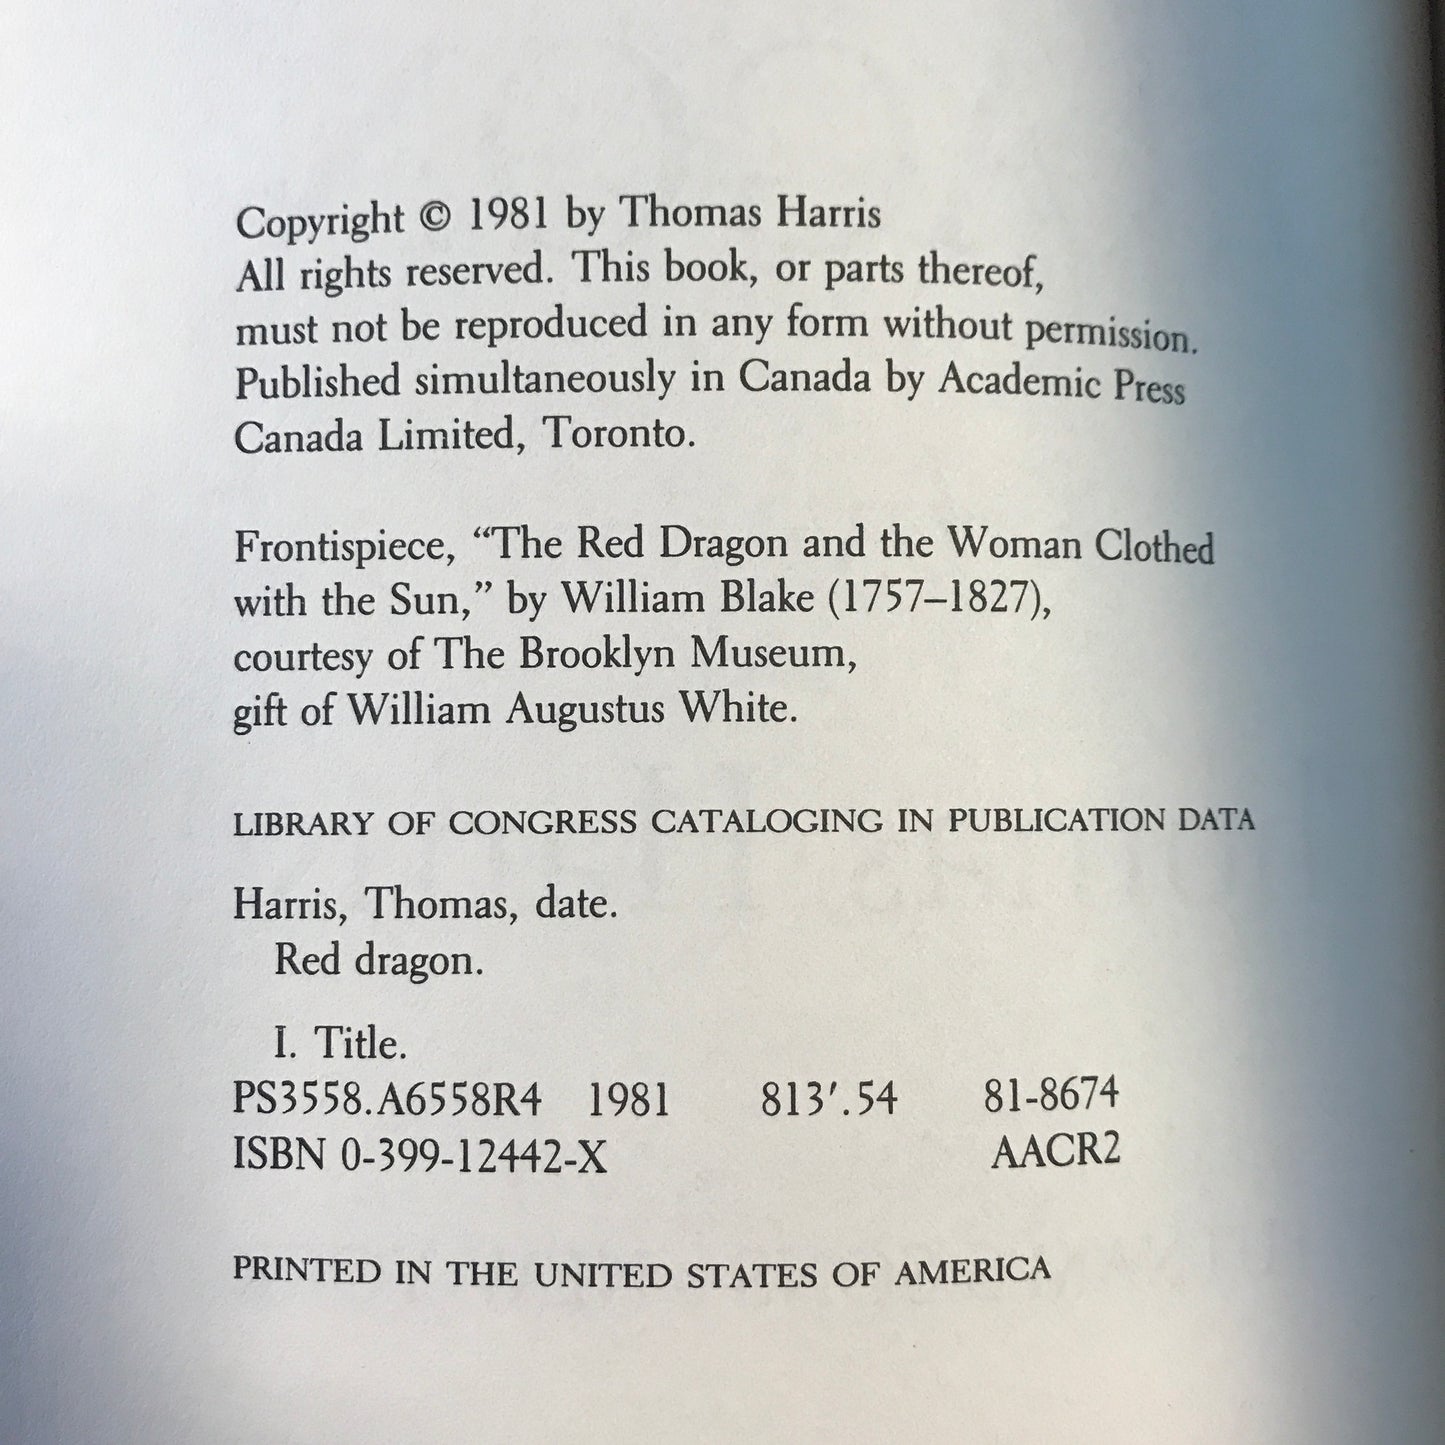 Copyright © 1981 by Thomas Harris
All rights reserved. This book, or parts thereof,
must not be reproduced in any form without permission.
Published simultaneously in Canada by Academic Press
Canada Limited, Toronto.
Frontispiece, “The Red Dragon and the Woman Clothed
with the Sun,” by William Blake (1757–1827),
courtesy of The Brooklyn Museum,
gift of William Augustus White.
LIBRARY OF CONGRESS CATALOGING IN PUBLICATION DATA
Harris, Thomas, date.
Red dragon.
I. Title.
PS3558.A6558R4 1981 813′.54 81-8674
ISBN 0-399-12442-X AACR2
PRINTED IN THE UNITED STATES OF AMERICA